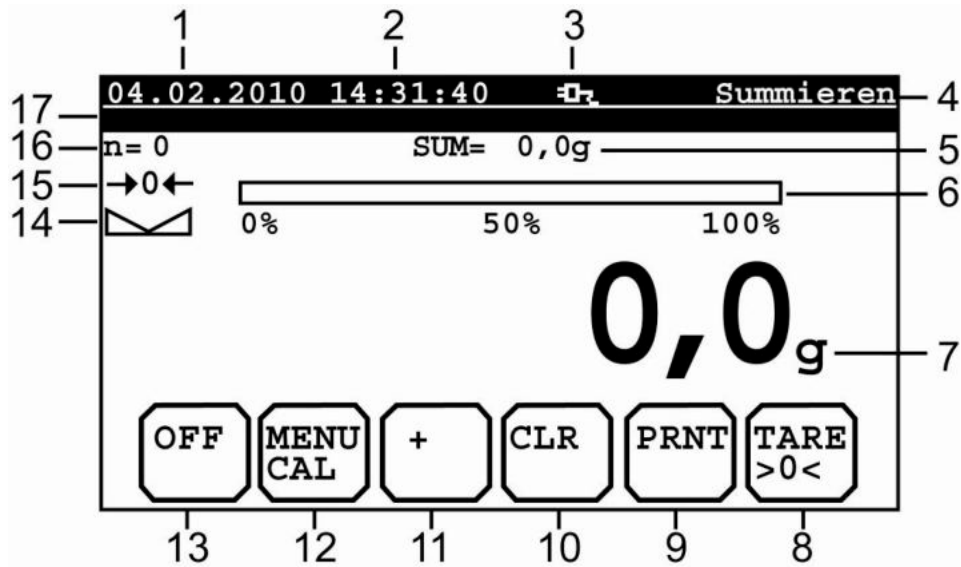 1 2 3
04.02.2010 14:31:40 Summieren 4
17
16 n= 0 SUM= 0,0g 5
15 →0← 6
14 0% 50% 100%
0,0g 7
OFF MENU + CLR PRNT TARE
CAL >0<
13 12 11 10 9 8